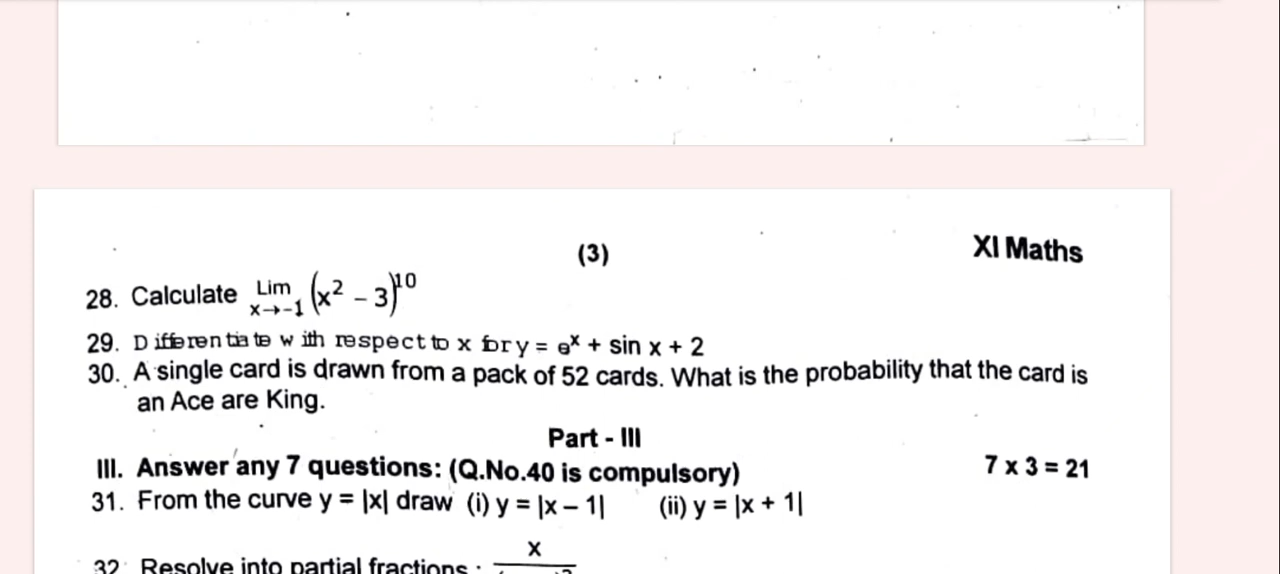 (3)
XI Maths
28. Calculate Lim x→-1 (x² – 3)¹⁰
29. Differentiate with respect to x for y = eˣ + sin x + 2
30. A single card is drawn from a pack of 52 cards. What is the probability that the card is
an Ace are King.
Part - III
III. Answer any 7 questions: (Q.No.40 is compulsory)
7 x 3 = 21
31. From the curve y = |x| draw (i) y = |x – 1| (ii) y = |x + 1|
32. Resolve into partial fractions : x